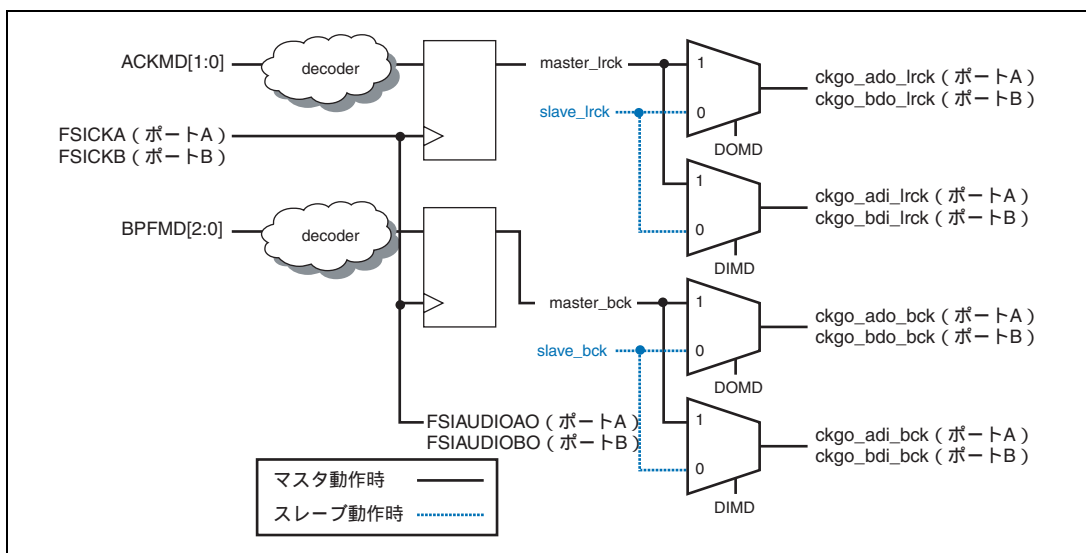 ACKMD[1:0]
decoder
master_lrck
1
ckgo_ado_lrck（ポートA）
ckgo_bdo_lrck（ポートB）
slave_lrck
0
DOMD
FSICKA（ポートA）
FSICKB（ポートB）
1
ckgo_adi_lrck（ポートA）
ckgo_bdi_lrck（ポートB）
0
DIMD
BPFMD[2:0]
decoder
master_bck
1
ckgo_ado_bck（ポートA）
ckgo_bdo_bck（ポートB）
slave_bck
0
DOMD
FSIAUDIOAO（ポートA）
FSIAUDIOBO（ポートB）
1
ckgo_adi_bck（ポートA）
ckgo_bdi_bck（ポートB）
0
DIMD
マスタ動作時
スレーブ動作時